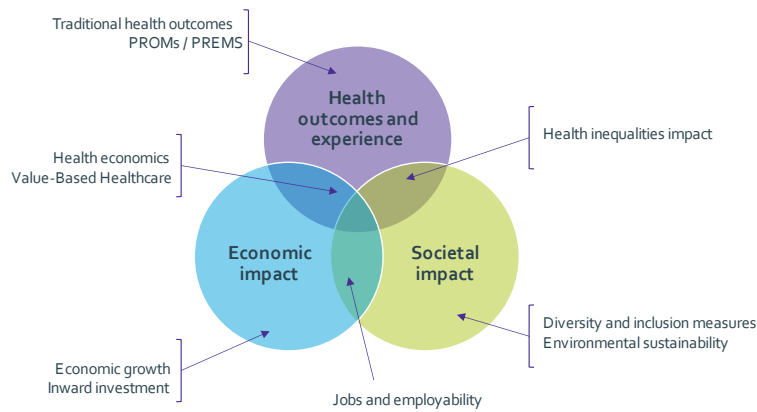 Traditional health outcomes
PROMs / PREMS
Health
outcomes and
experience
Health inequalities impact
Health economics
Value-Based Healthcare
Economic
impact
Societal
impact
Diversity and inclusion measures
Environmental sustainability
Economic growth
Inward investment
Jobs and employability